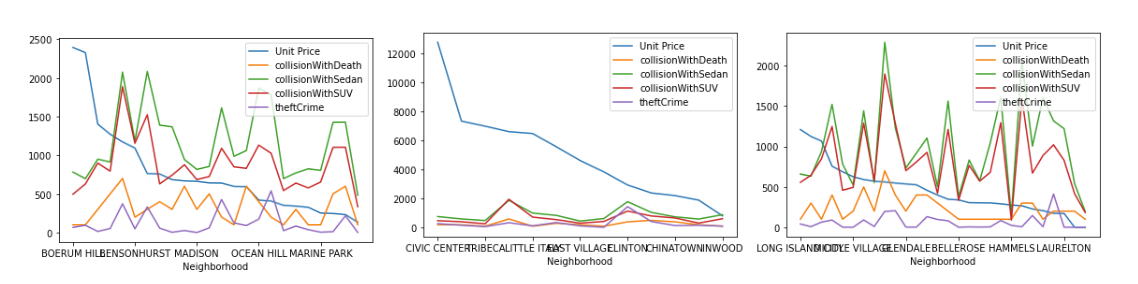 2500
2000
1500
1000
500
0
Unit Price
collisionWithDeath
collisionWithSedan
collisionWithSUV
theftCrime
BOERUM HILL BENSONHURST MADISON OCEAN HILL MARINE PARK
Neighborhood
12000
10000
8000
6000
4000
2000
0
Unit Price
collisionWithDeath
collisionWithSedan
collisionWithSUV
theftCrime
CIVIC CENTER TRIBECA LITTLE ITALY EAST VILLAGE CLINTON CHINATOWN INWOOD
Neighborhood
2000
1500
1000
500
0
Unit Price
collisionWithDeath
collisionWithSedan
collisionWithSUV
theftCrime
LONG ISLAND CITY MIDDLE VILLAGE GLENDALE BELLEROSE HAMMELS LAURELTON
Neighborhood